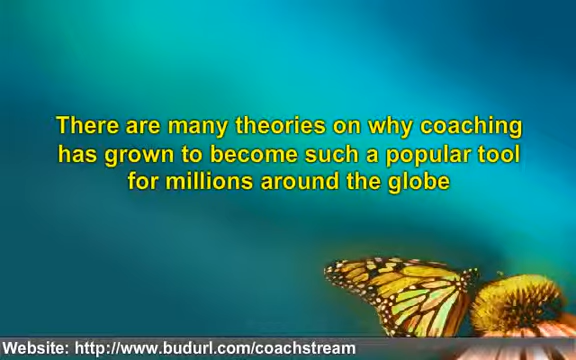 There are many theories on why coaching
has grown to become such a popular tool
for millions around the globe
Website: http://www.budurl.com/coachstream